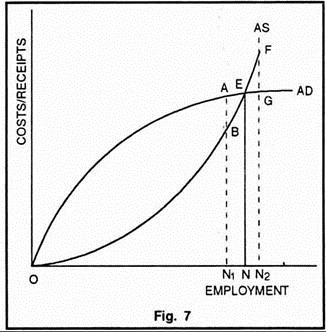 COSTS/RECEIPTS
AS
F
A
E
AD
G
B
O
N1
N
N2
EMPLOYMENT
Fig. 7